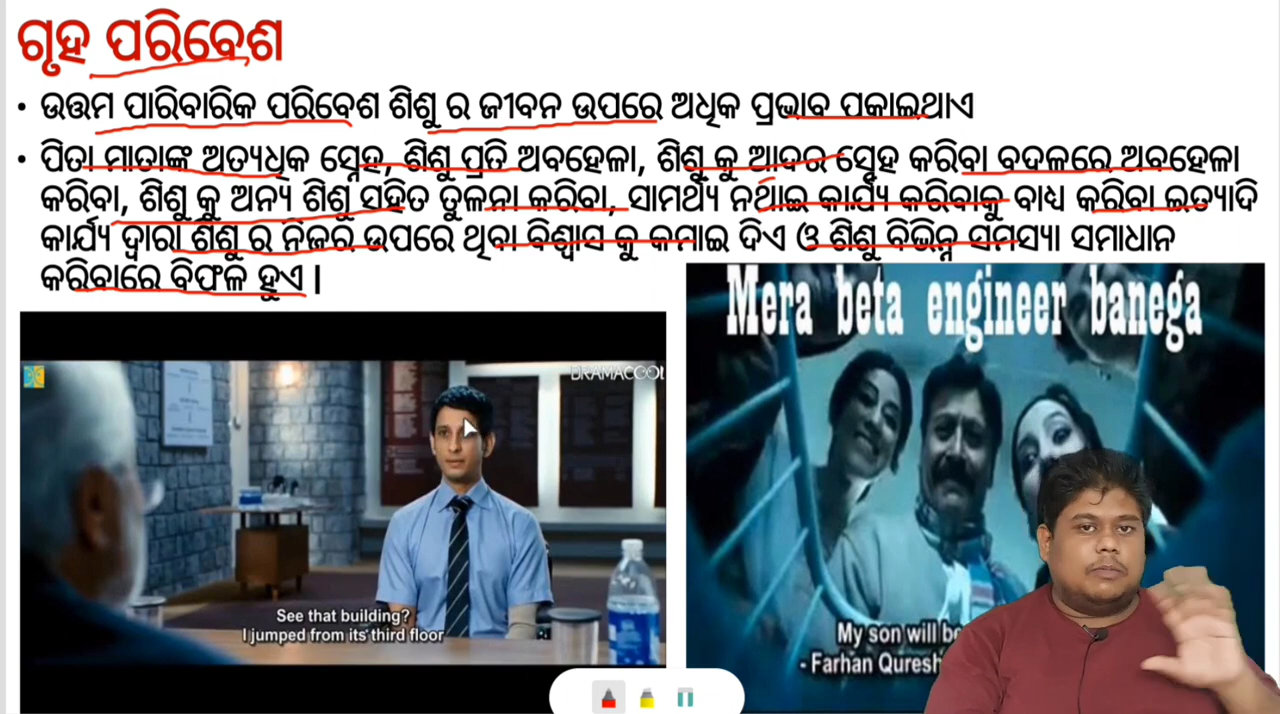 ଗୃହ ପରିବେଶ
• ଉତ୍ତମ ପାରିବାରିକ ପରିବେଶ ଶିଶୁ ର ଜୀବନ ଉପରେ ଅଧିକ ପ୍ରଭାବ ପକାଇଥାଏ
• ପିତା ମାତାଙ୍କ ଅତ୍ୟଧିକ ସ୍ନେହ, ଶିଶୁ ପ୍ରତି ଅବହେଳା, ଶିଶୁ କୁ ଆଦର ସ୍ନେହ କରିବା ବଦଳରେ ଅବହେଳା
କରିବା, ଶିଶୁ କୁ ଅନ୍ୟ ଶିଶୁ ସହିତ ତୁଳନା କରିବା, ସାମର୍ଥ୍ୟ ନଥାଇ କାର୍ଯ୍ୟ କରିବାକୁ ବାଧ୍ୟ କରିବା ଇତ୍ୟାଦି
କାର୍ଯ୍ୟ ଦ୍ୱାରା ଶିଶୁ ର ନିଜର ଉପରେ ଥିବା ବିଶ୍ୱାସ କୁ କମାଇ ଦିଏ ଓ ଶିଶୁ ବିଭିନ୍ନ ସମସ୍ୟା ସମାଧାନ
କରିବାରେ ବିଫଳ ହୁଏ |
Mera beta engineer banega
DRAMACOOL
See that building?
I jumped from its third floor
My son will be
- Farhan Quresh